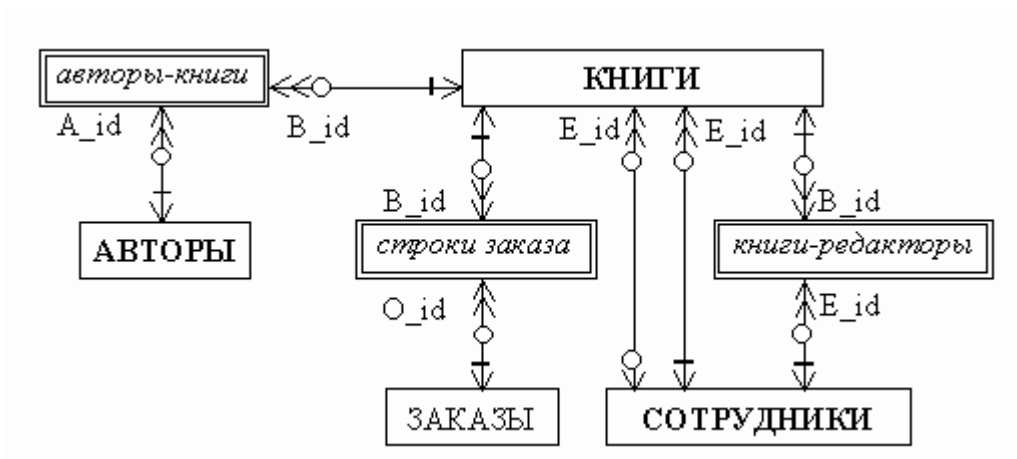 авторы-книги
КНИГИ
A_id
B_id
E_id
E_id
B_id
B_id
АВТОРЫ
строки заказа
книги-редакторы
O_id
E_id
ЗАКАЗЫ
СОТРУДНИКИ